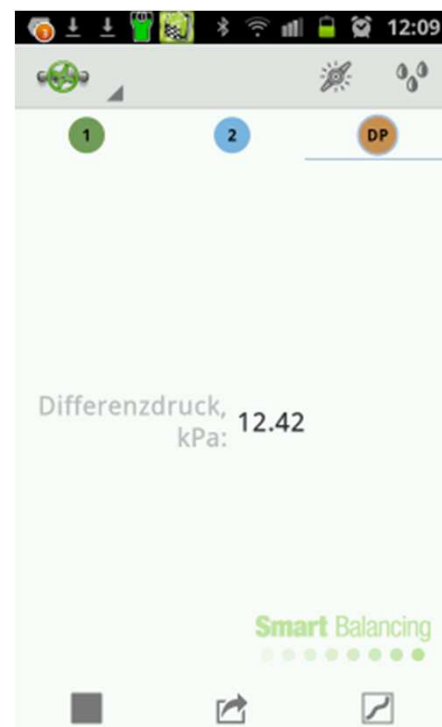 12:09
1 2 DP
Differenzdruck, 12.42
kPa:
Smart Balancing